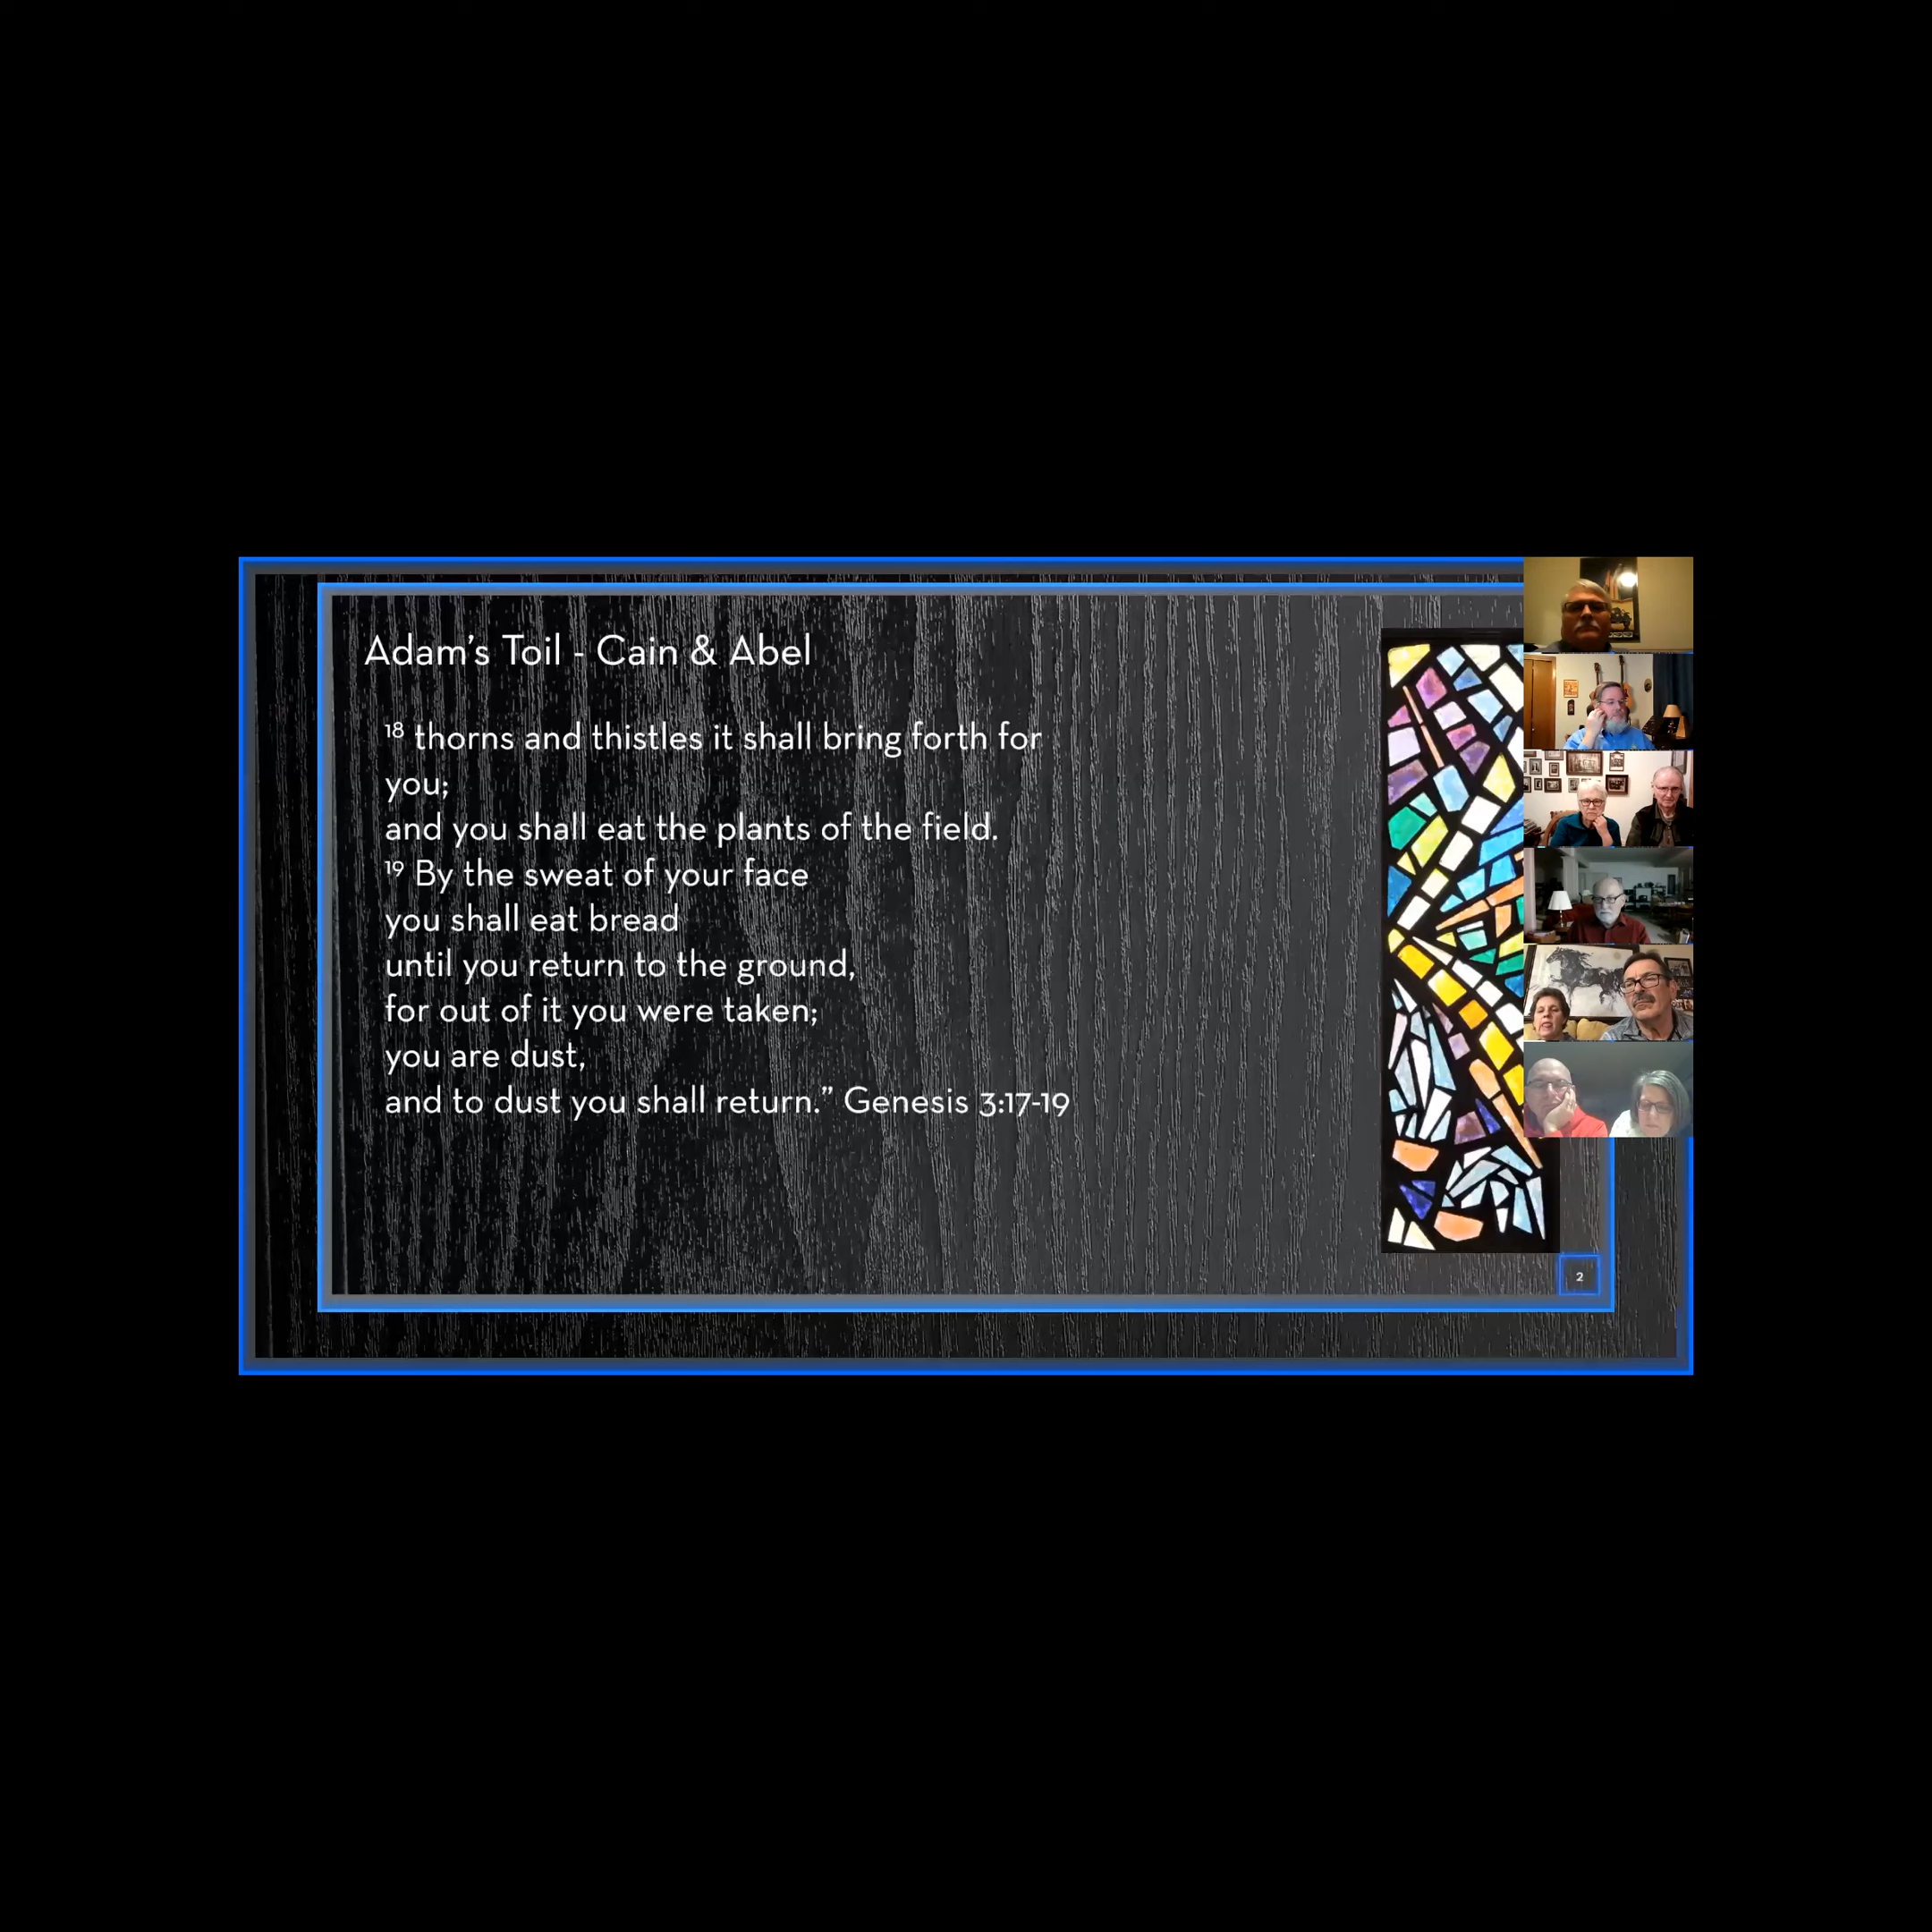 Adam’s Toil - Cain & Abel
¹⁸ thorns and thistles it shall bring forth for
you;
and you shall eat the plants of the field.
¹⁹ By the sweat of your face
you shall eat bread
until you return to the ground,
for out of it you were taken;
you are dust,
and to dust you shall return.” Genesis 3:17-19
2